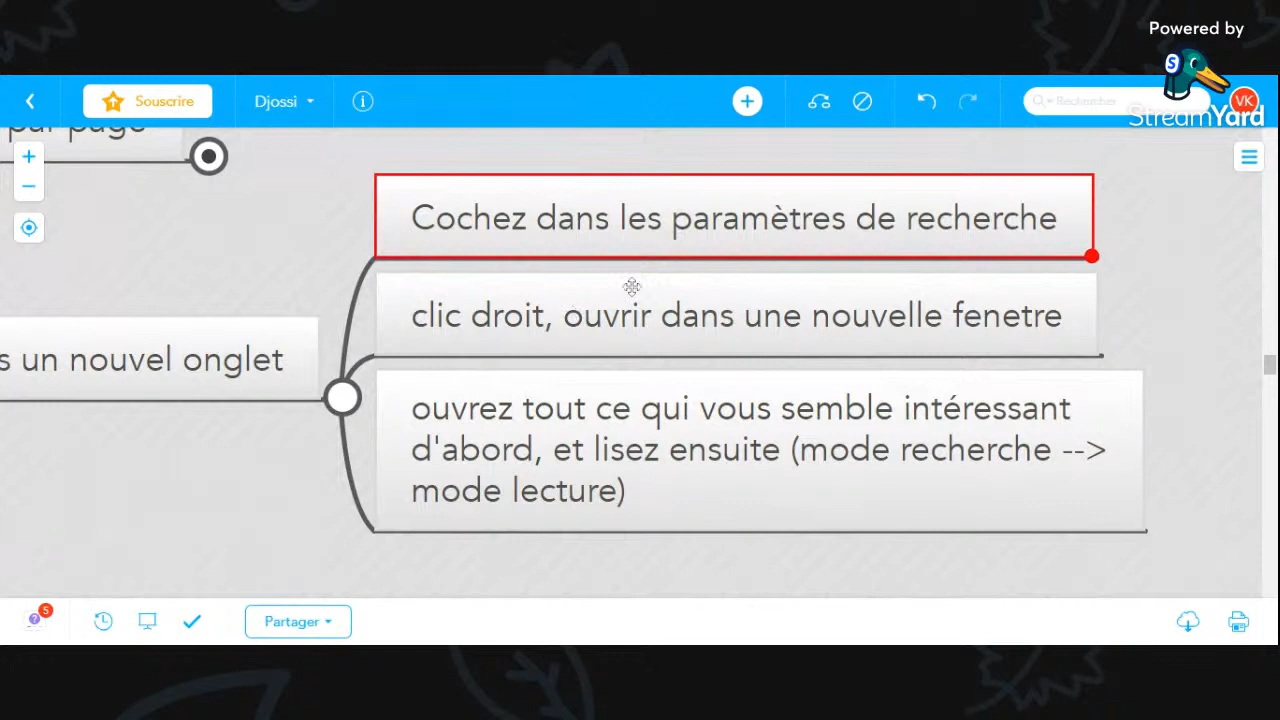 Powered by
StreamYard
Souscrire
Djossi
Rechercher
VK
par page
Cochez dans les paramètres de recherche
clic droit, ouvrir dans une nouvelle fenetre
s un nouvel onglet
ouvrez tout ce qui vous semble intéressant
d'abord, et lisez ensuite (mode recherche -->
mode lecture)
5
Partager